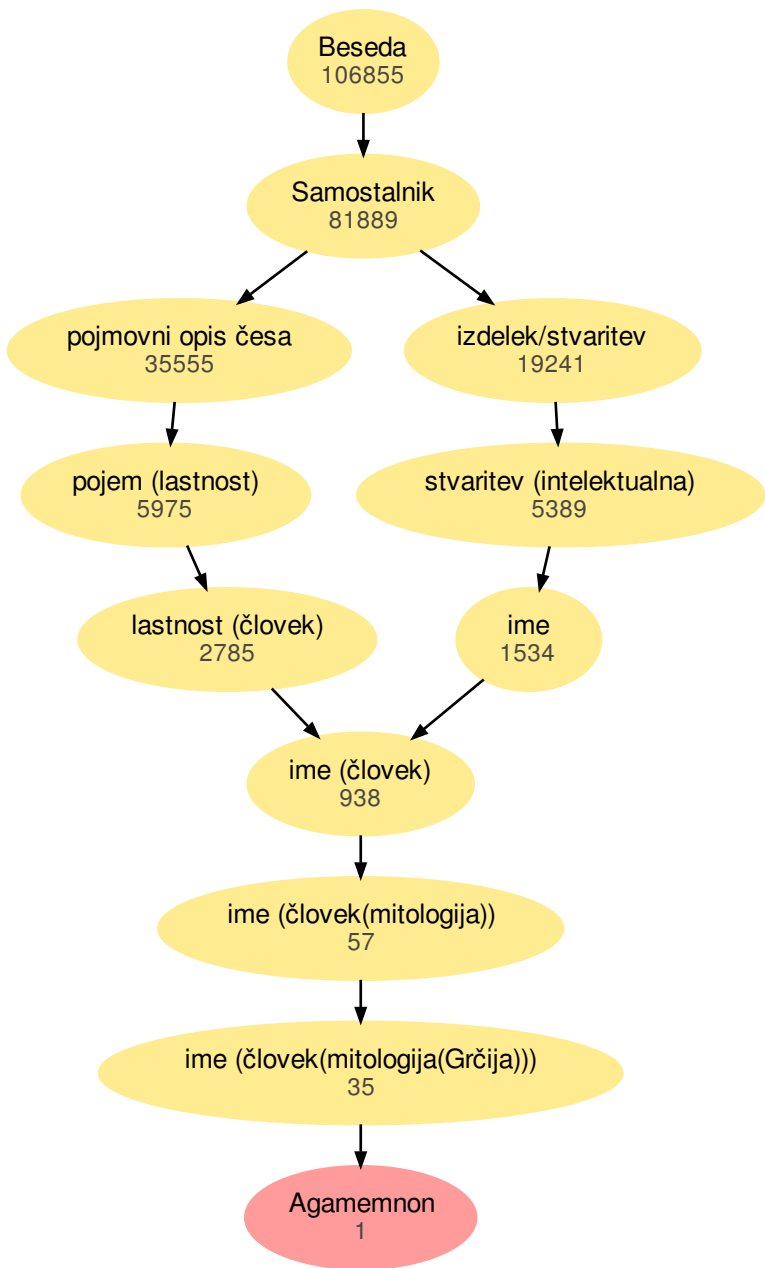 Beseda
106855
Samostalnik
81889
pojmovni opis česa
35555
izdelek/stvaritev
19241
pojem (lastnost)
5975
stvaritev (intelektualna)
5389
lastnost (človek)
2785
ime
1534
ime (človek)
938
ime (človek(mitologija))
57
ime (človek(mitologija(Grčija)))
35
Agamemnon
1